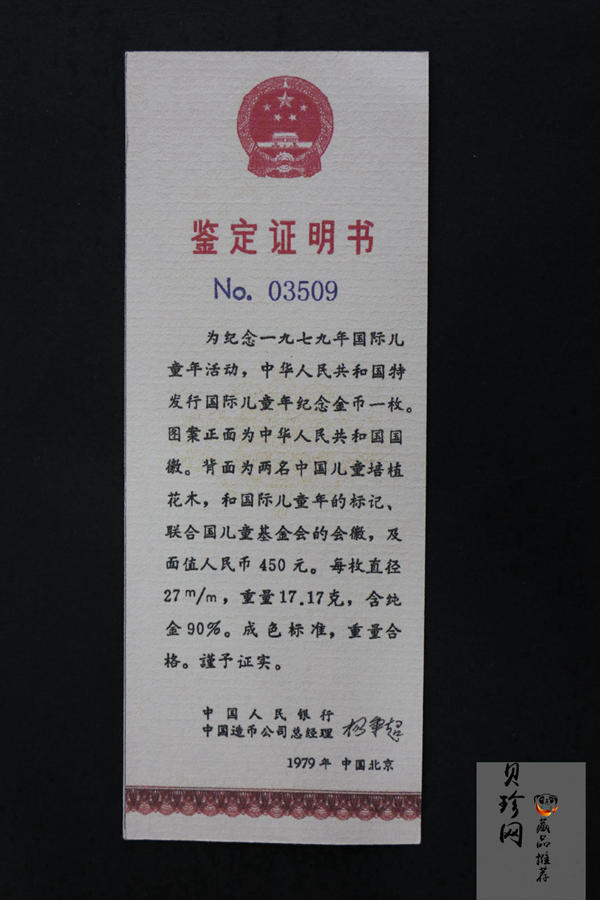 鉴定证明书
No. 03509
为纪念一九七九年国际儿
童年活动，中华人民共和国特
发行国际儿童年纪念金币一枚。
图案正面为中华人民共和国国
徽。背面为两名中国儿童培植
花木，和国际儿童年的标记、
联合国儿童基金会的会徽，及
面值人民币450元。每枚直径
27m/m，重量17.17克，含纯
金90%。成色标准，重量合
格。謹予证实。
中国人民银行
中国造币公司总经理 杨秉超
1979年 中国北京
贝珍网
藏品推荐